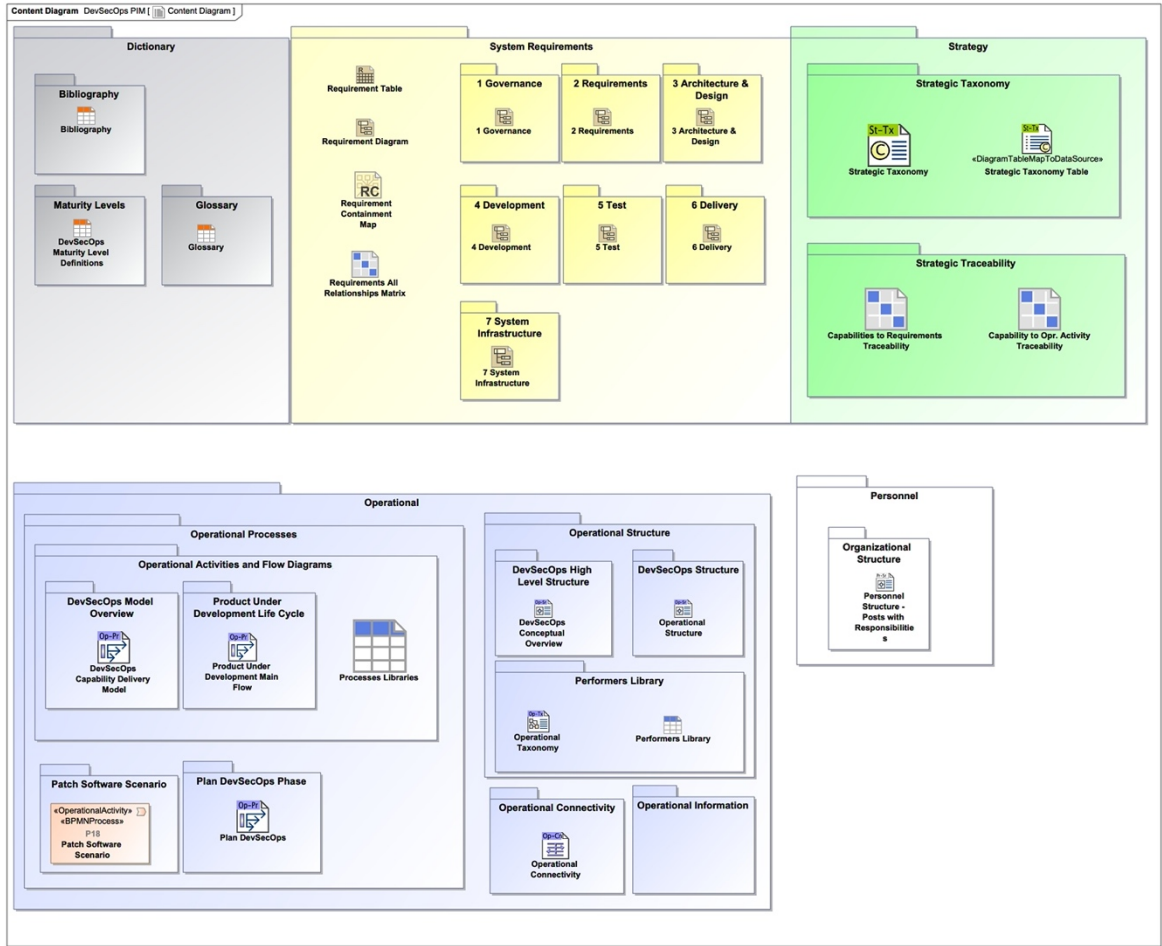 Content Diagram DevSecOps PIM [ Content Diagram ]
Dictionary
Bibliography
Bibliography
Maturity Levels
DevSecOps
Maturity Level
Definitions
Glossary
Glossary
System Requirements
Requirement Table
Requirement Diagram
RC
Requirement
Containment
Map
Requirements All
Relationships Matrix
1 Governance
1 Governance
2 Requirements
2 Requirements
3 Architecture &
Design
3 Architecture &
Design
4 Development
4 Development
5 Test
5 Test
6 Delivery
6 Delivery
7 System
Infrastructure
7 System
Infrastructure
Strategy
Strategic Taxonomy
St-Tx
©
Strategic Taxonomy
St-Tx
©
«DiagramTableMapToDataSource»
Strategic Taxonomy Table
Strategic Traceability
Capabilities to Requirements
Traceability
Capability to Opr. Activity
Traceability
Operational
Operational Processes
Operational Activities and Flow Diagrams
DevSecOps Model
Overview
Op-Pr
DevSecOps
Capability Delivery
Model
Product Under
Development Life Cycle
Op-Pr
Product Under
Development Main
Flow
Processes Libraries
Patch Software Scenario
«OperationalActivity»
«BPMNProcess»
P18
Patch Software
Scenario
Plan DevSecOps Phase
Op-Pr
Plan DevSecOps
Operational Structure
DevSecOps High
Level Structure
Op-Sr
DevSecOps
Conceptual
Overview
DevSecOps Structure
Op-Sr
Operational
Structure
Performers Library
Op-Tx
Operational
Taxonomy
Performers Library
Operational Connectivity
Op-Cn
Operational
Connectivity
Operational Information
Personnel
Organizational
Structure
Personnel
Structure -
Posts with
Responsibilitie
s